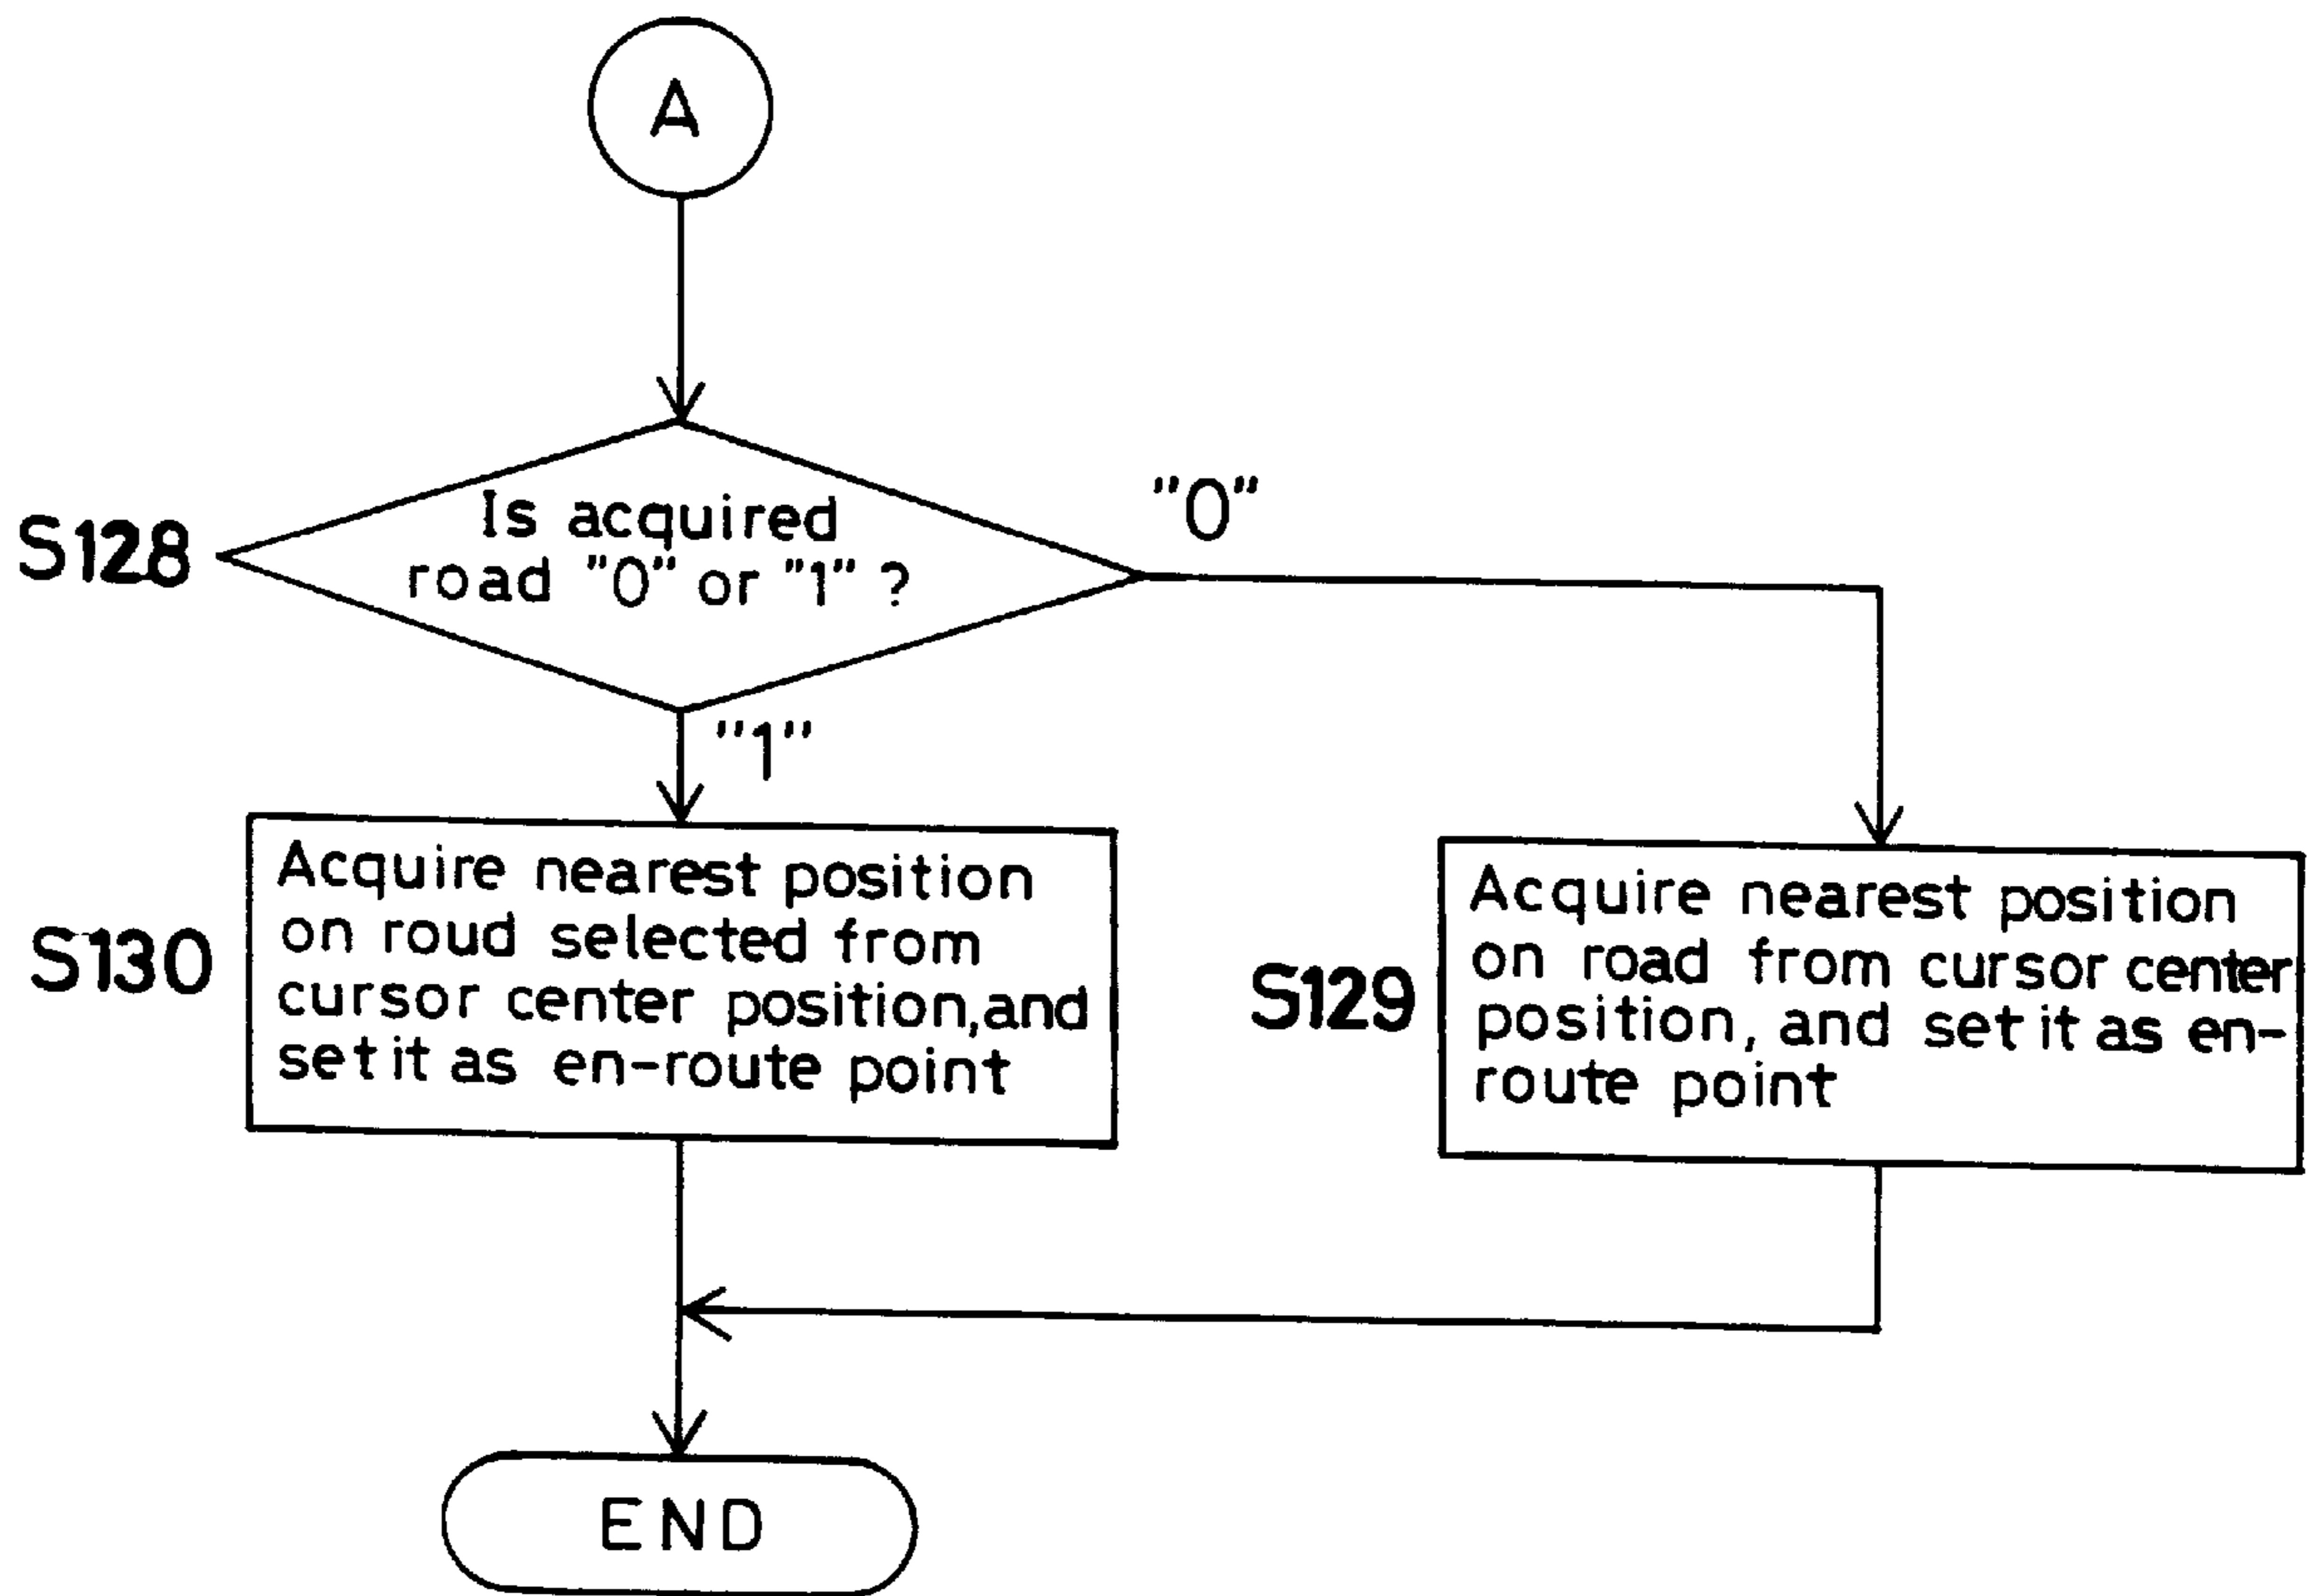 A
S128
Is acquired
road "0" or "1" ?
"0"
"1"
S130
Acquire nearest position
on roud selected from
cursor center position, and
set it as en-route point
S129
Acquire nearest position
on road from cursor center
position, and set it as en-
route point
END